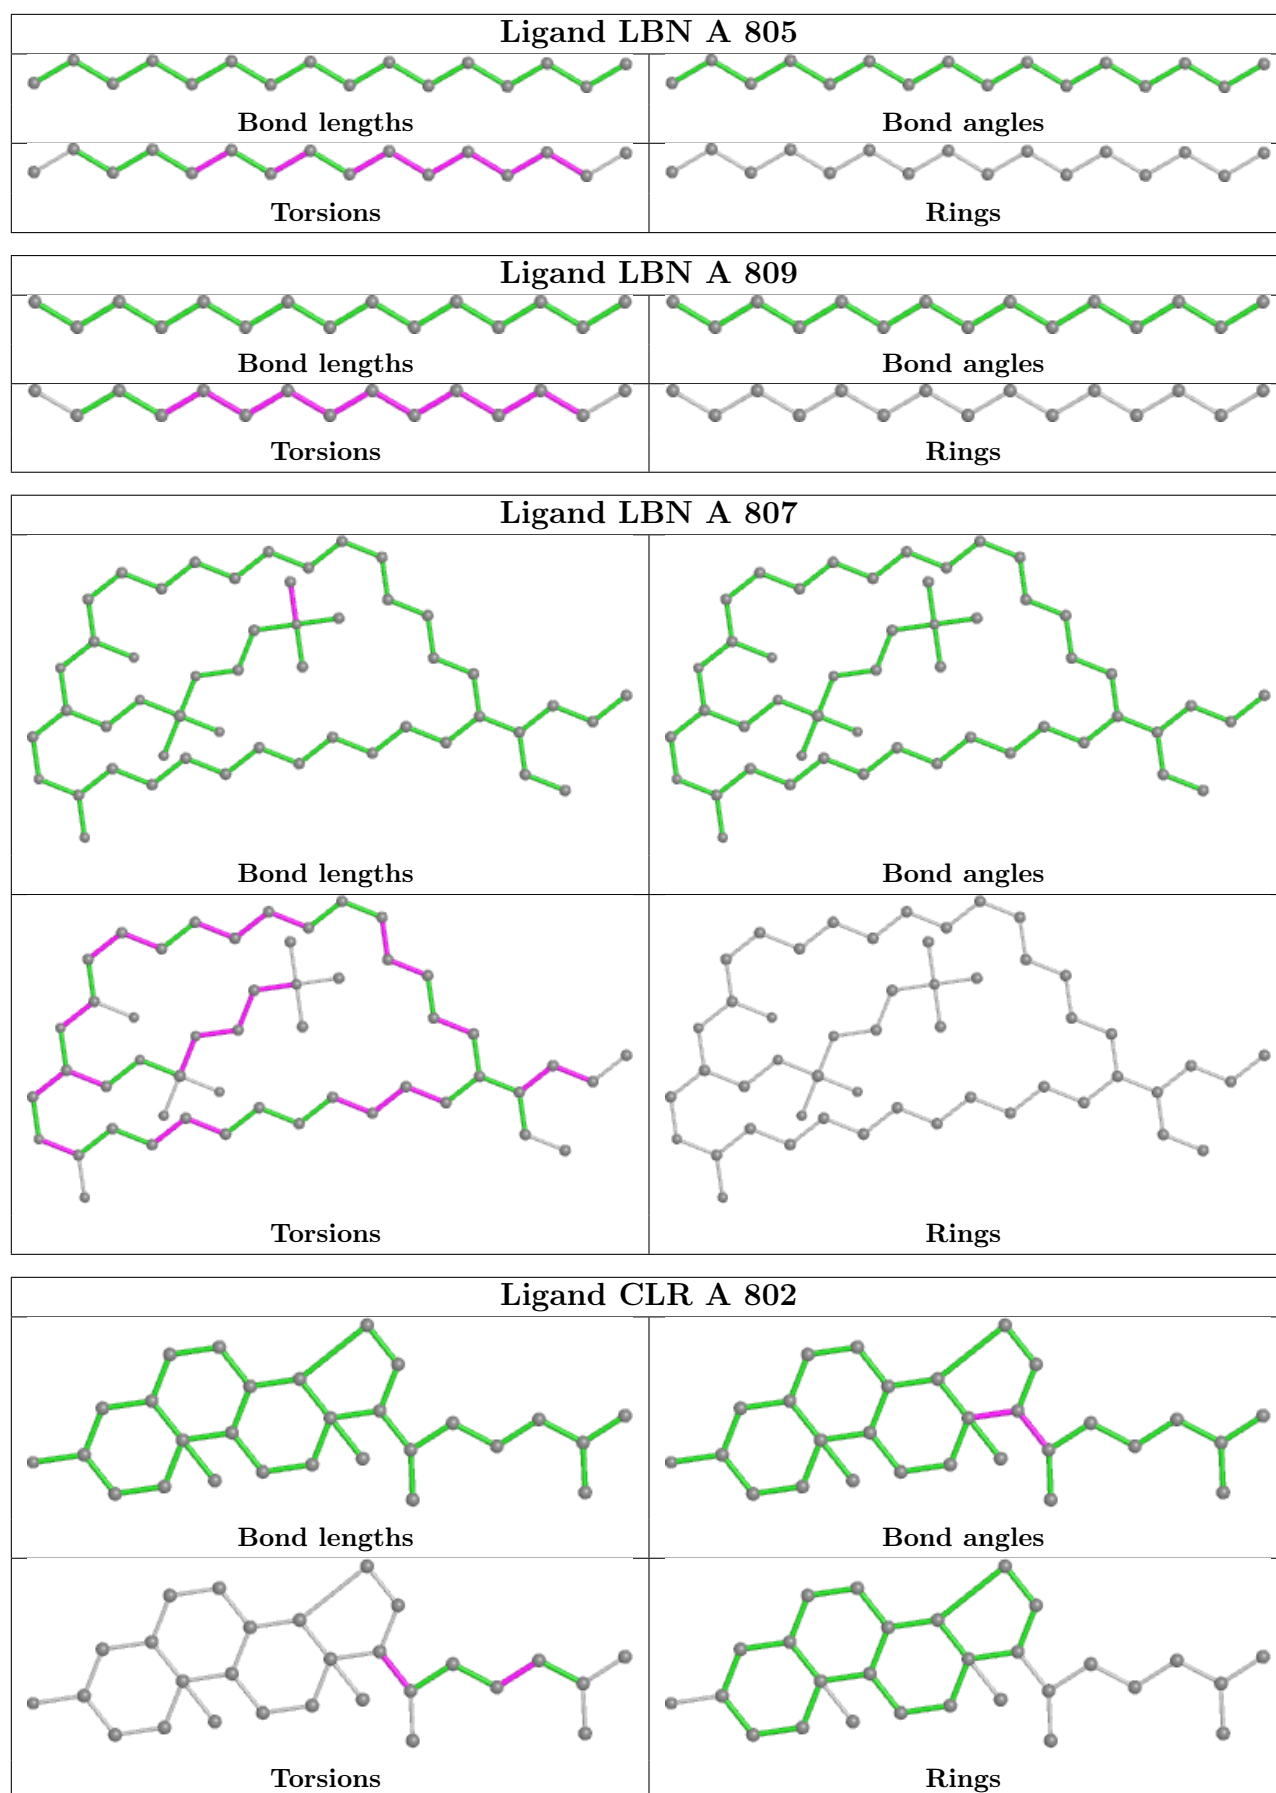 Ligand LBN A 805
Bond lengths
Bond angles
Torsions
Rings
Ligand LBN A 809
Bond lengths
Bond angles
Torsions
Rings
Ligand LBN A 807
Bond lengths
Bond angles
Torsions
Rings
Ligand CLR A 802
Bond lengths
Bond angles
Torsions
Rings